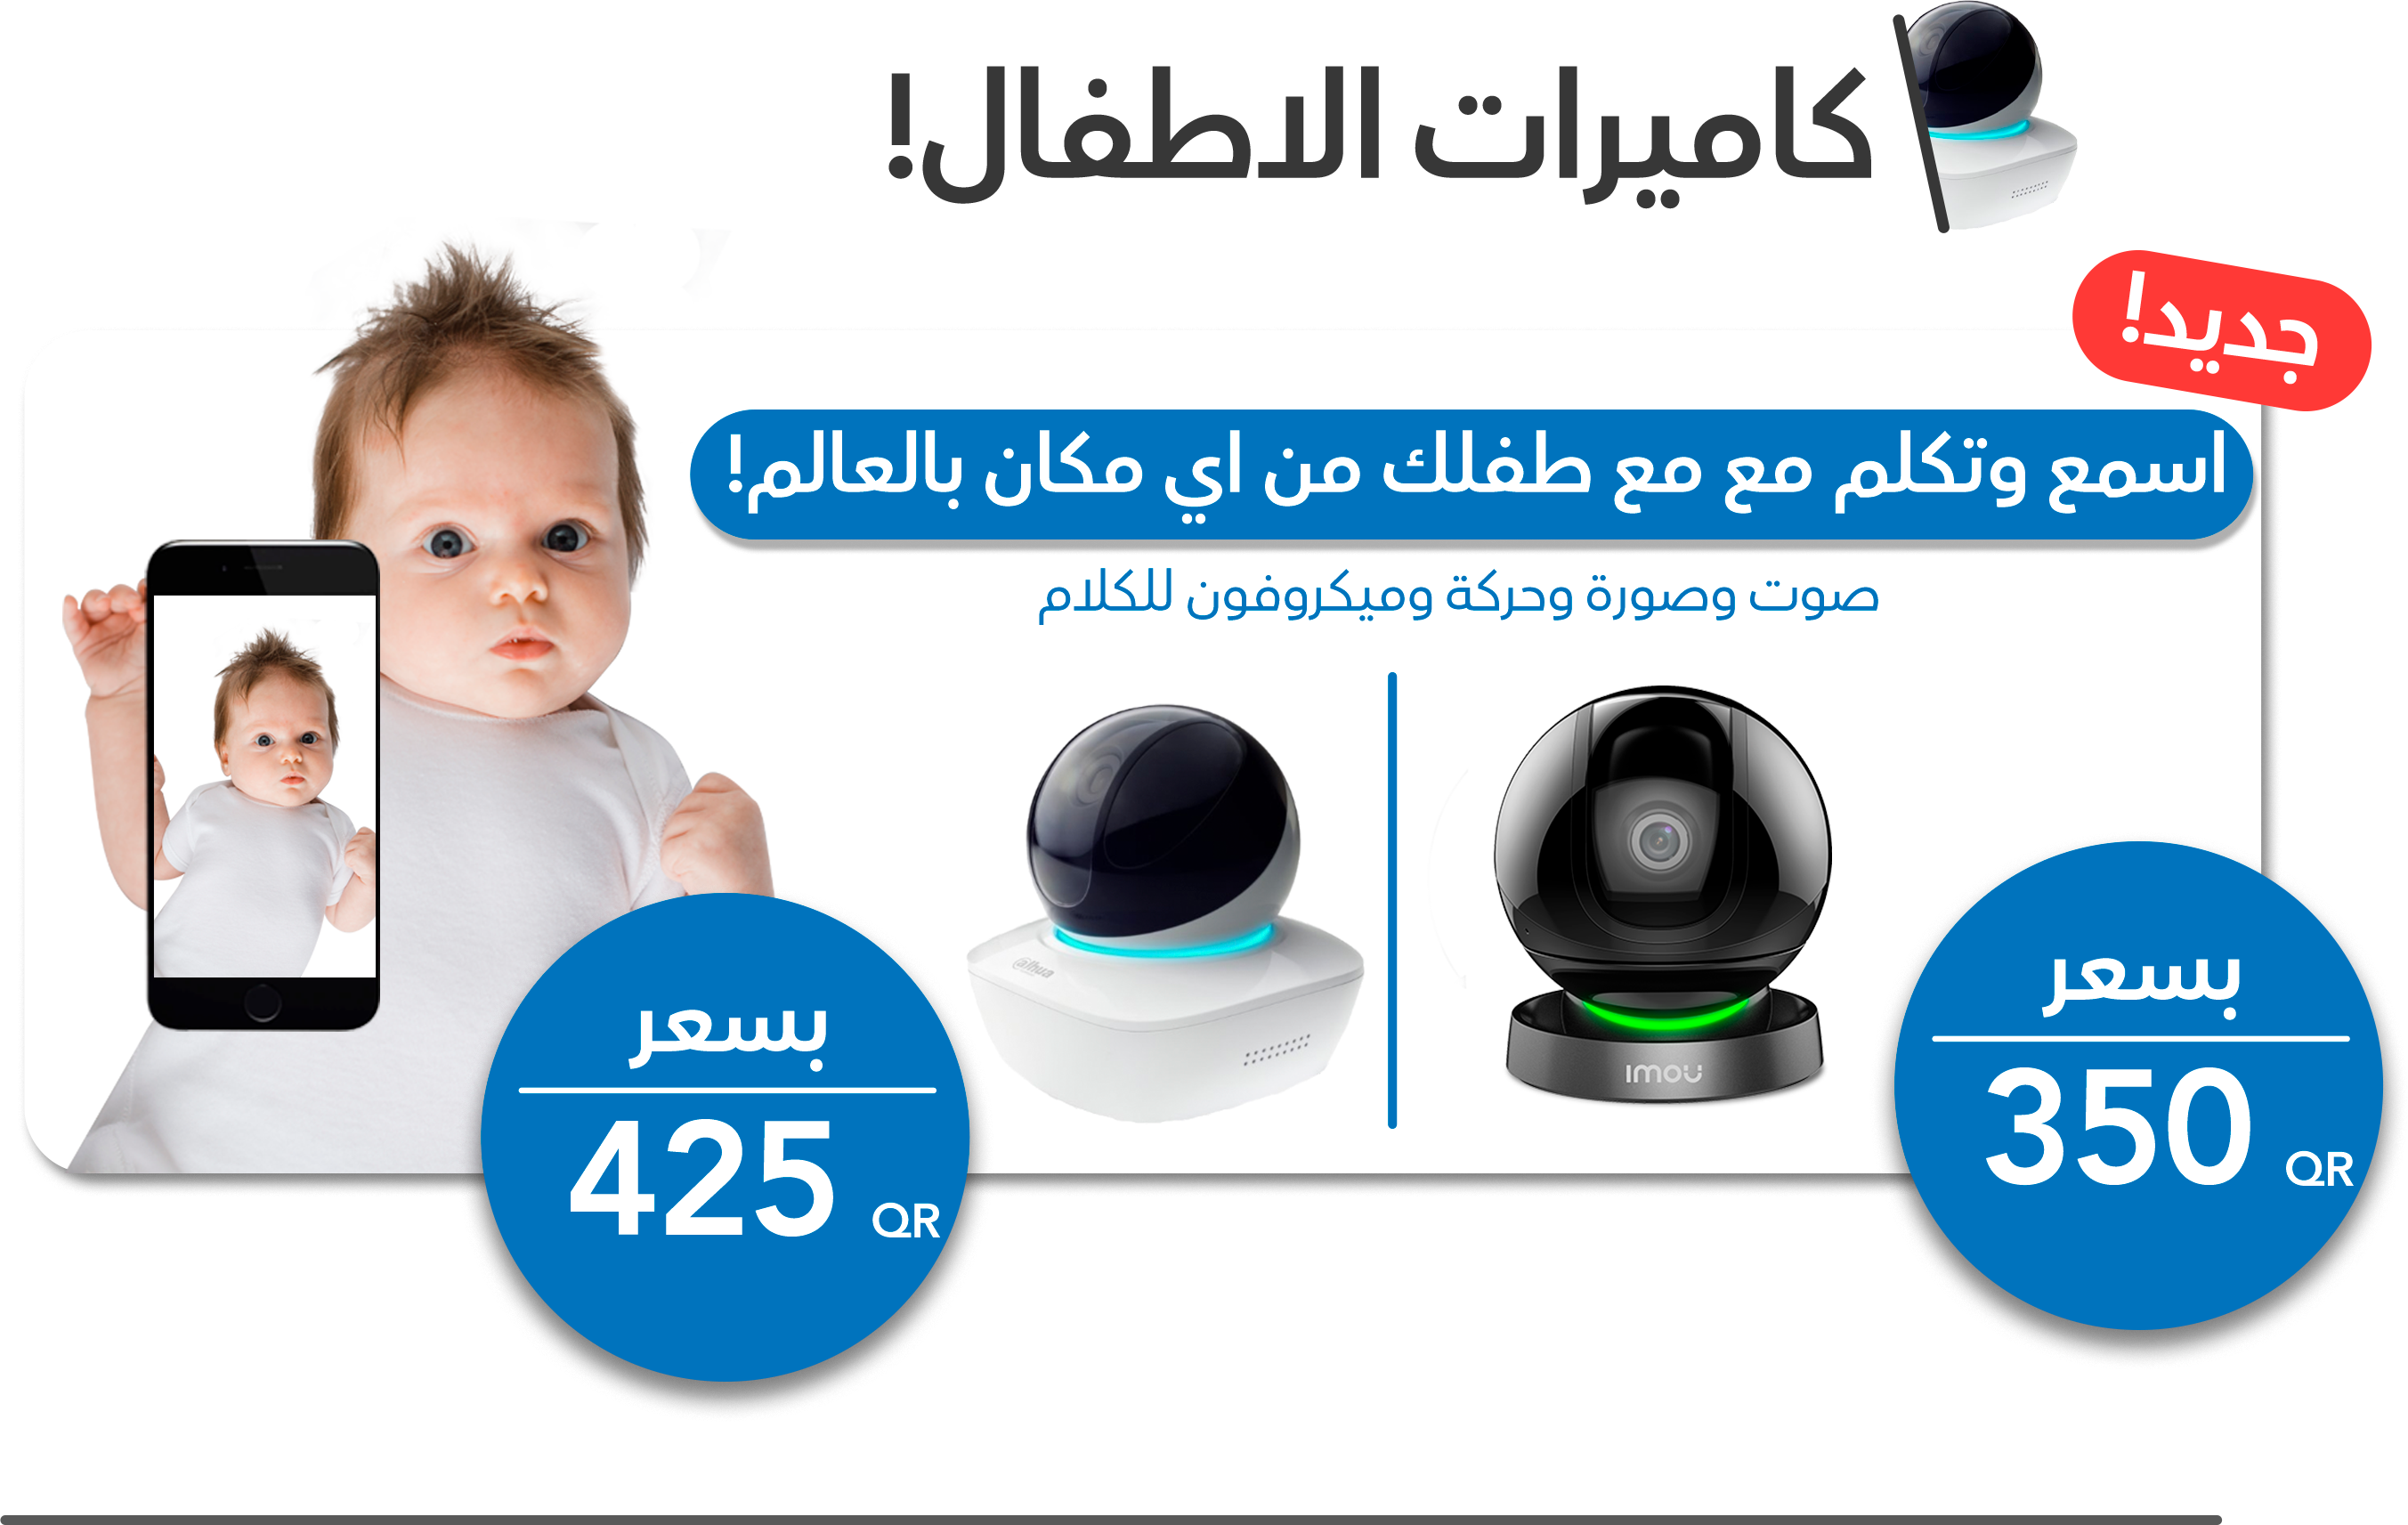 كاميرات الاطفال!
جديد!
اسمع وتكلم مع مع طفلك من اي مكان بالعالم!
صوت وصورة وحركة وميكروفون للكلام
alhua
imou
بسعر
350 QR
بسعر
425 QR